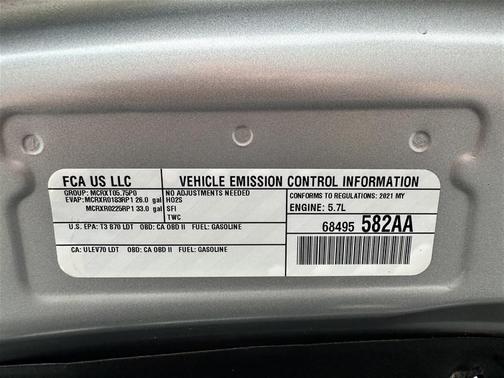 FCA US LLC
VEHICLE EMISSION CONTROL INFORMATION
GROUP: MCRXT05.75P0
EVAP: MCRXR0183RP1 26.0 gal
MCRXR0225RP1 33.0 gal
NO ADJUSTMENTS NEEDED
HO2S
SFI
TWC
CONFORMS TO REGULATIONS: 2021 MY
ENGINE: 5.7L
U.S. EPA: T3 B70 LDT OBD: CA OBD II FUEL: GASOLINE
68495 582AA
CA: ULEV70 LDT OBD: CA OBD II FUEL: GASOLINE